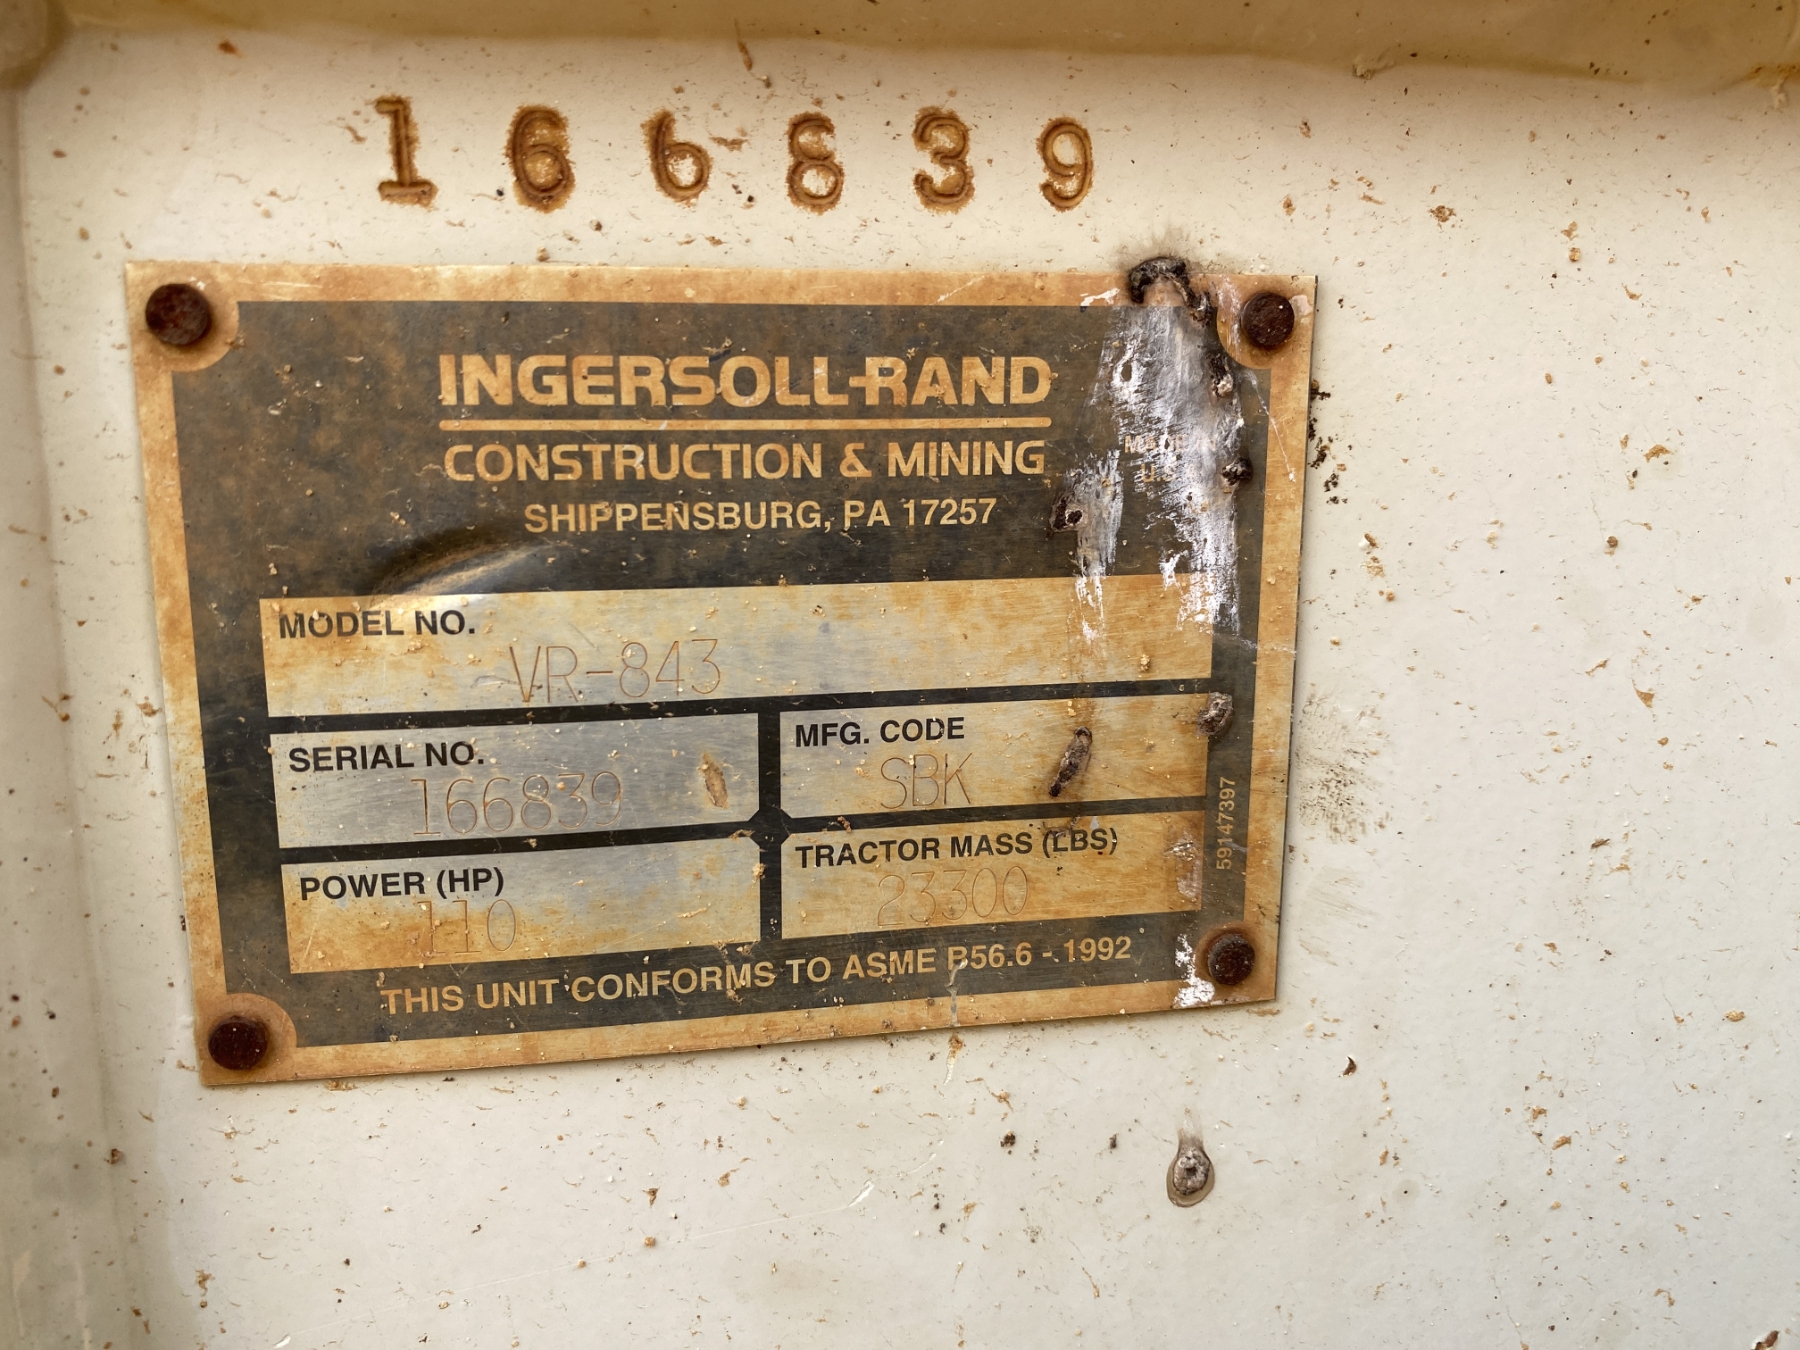 166839
INGERSOLL-RAND
CONSTRUCTION & MINING
SHIPPENSBURG, PA 17257
MODEL NO.
VR-843
SERIAL NO.
166839
MFG. CODE
SBK
POWER (HP)
110
TRACTOR MASS (LBS)
23300
THIS UNIT CONFORMS TO ASME B56.6 - 1992
59147397